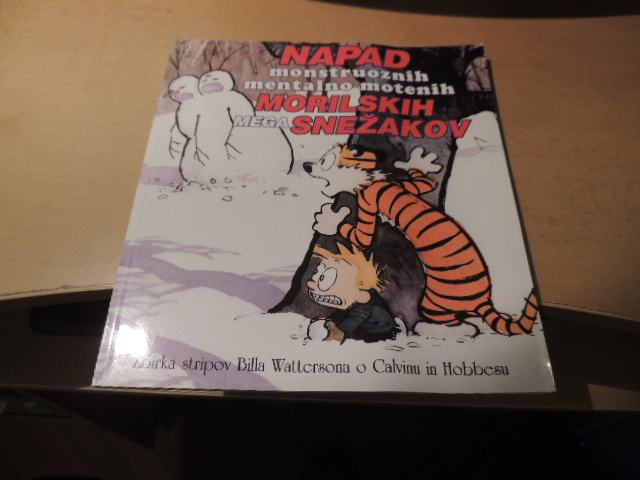 NAPAD
monstruoznih
mentalno motenih
MORILSKIH
MEGA SNEŽAKOV
Zbirka stripov Billa Wattersona o Calvinu in Hobbesu